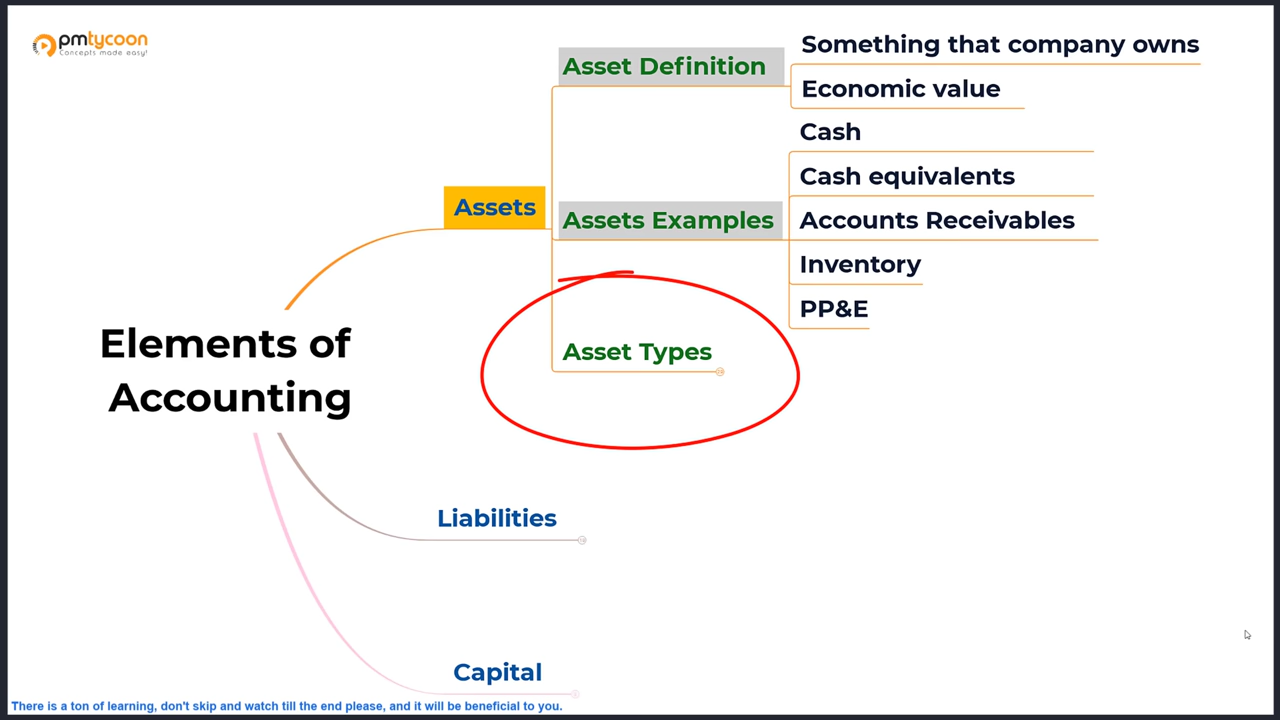 pmtycoon
Concepts made easy!
Elements of
Accounting
Assets
Asset Definition
Something that company owns
Economic value
Assets Examples
Cash
Cash equivalents
Accounts Receivables
Inventory
PP&E
Asset Types
Liabilities
Capital
There is a ton of learning, don't skip and watch till the end please, and it will be beneficial to you.